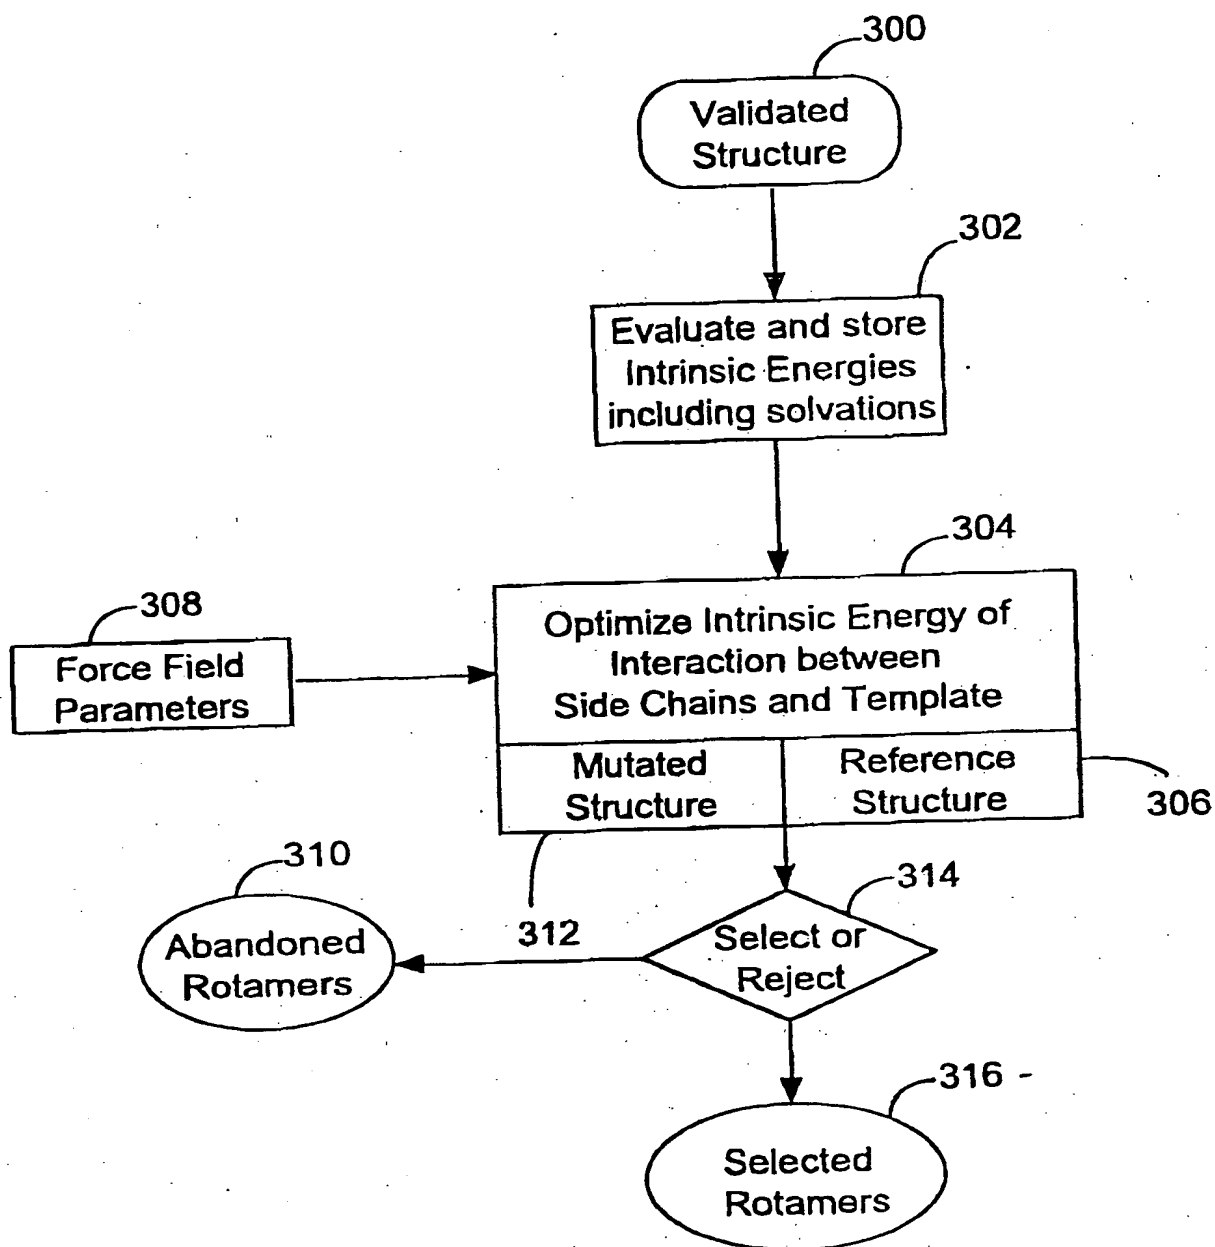 300
Validated
Structure
302
Evaluate and store
Intrinsic Energies
including solvations
304
308
Optimize Intrinsic Energy of
Interaction between
Side Chains and Template
Force Field
Parameters
Mutated
Structure
Reference
Structure
306
310
312
314
Abandoned
Rotamers
Select or
Reject
316 -
Selected
Rotamers